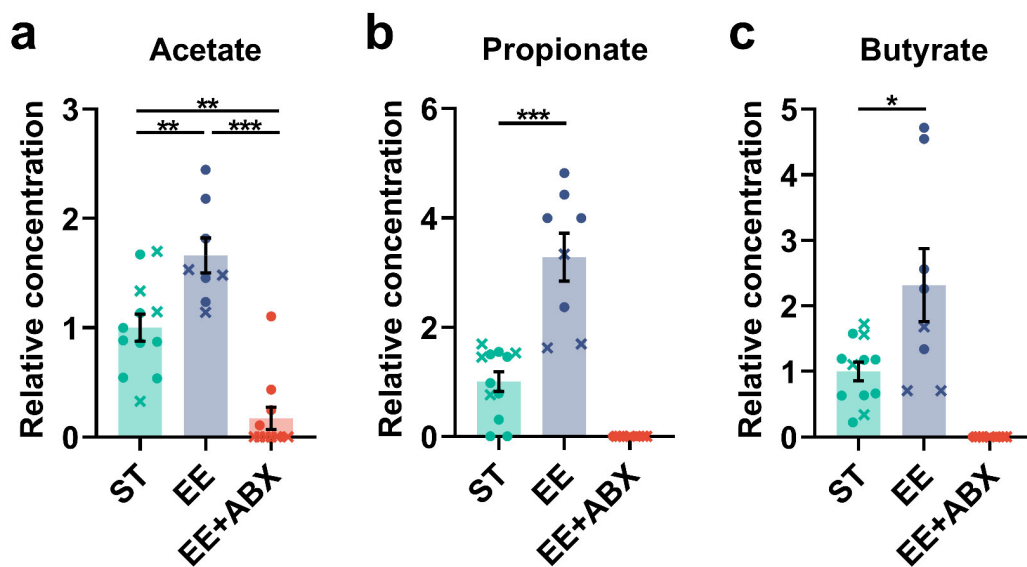 a
Acetate
Relative concentration
3
2
1
0
**
**
***
ST
EE
EE+ABX
b
Propionate
Relative concentration
6
4
2
0
***
ST
EE
EE+ABX
c
Butyrate
Relative concentration
5
4
3
2
1
0
*
ST
EE
EE+ABX